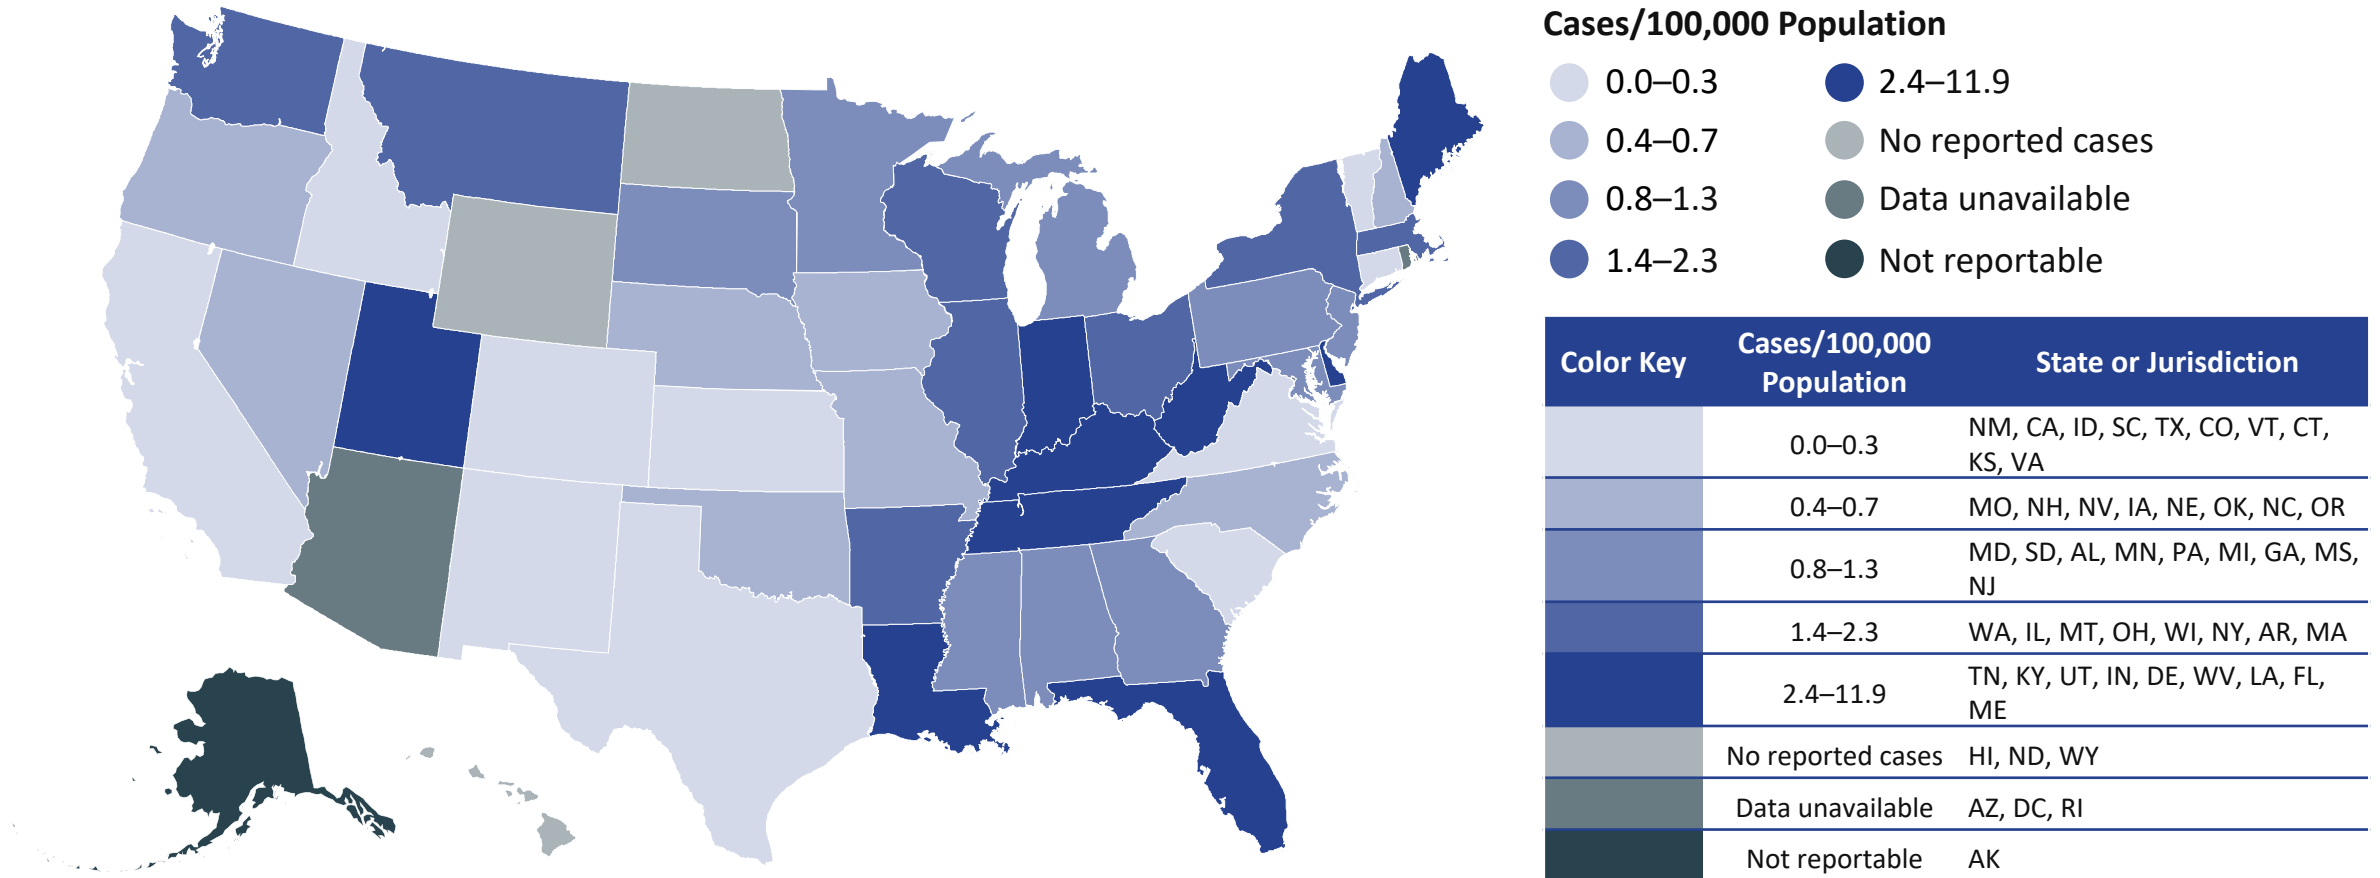 Cases/100,000 Population
0.0–0.3
2.4–11.9
0.4–0.7
No reported cases
0.8–1.3
Data unavailable
1.4–2.3
Not reportable
Color Key
Cases/100,000
Population
State or Jurisdiction
0.0–0.3
NM, CA, ID, SC, TX, CO, VT, CT,
KS, VA
0.4–0.7
MO, NH, NV, IA, NE, OK, NC, OR
0.8–1.3
MD, SD, AL, MN, PA, MI, GA, MS,
NJ
1.4–2.3
WA, IL, MT, OH, WI, NY, AR, MA
2.4–11.9
TN, KY, UT, IN, DE, WV, LA, FL,
ME
No reported cases
HI, ND, WY
Data unavailable
AZ, DC, RI
Not reportable
AK